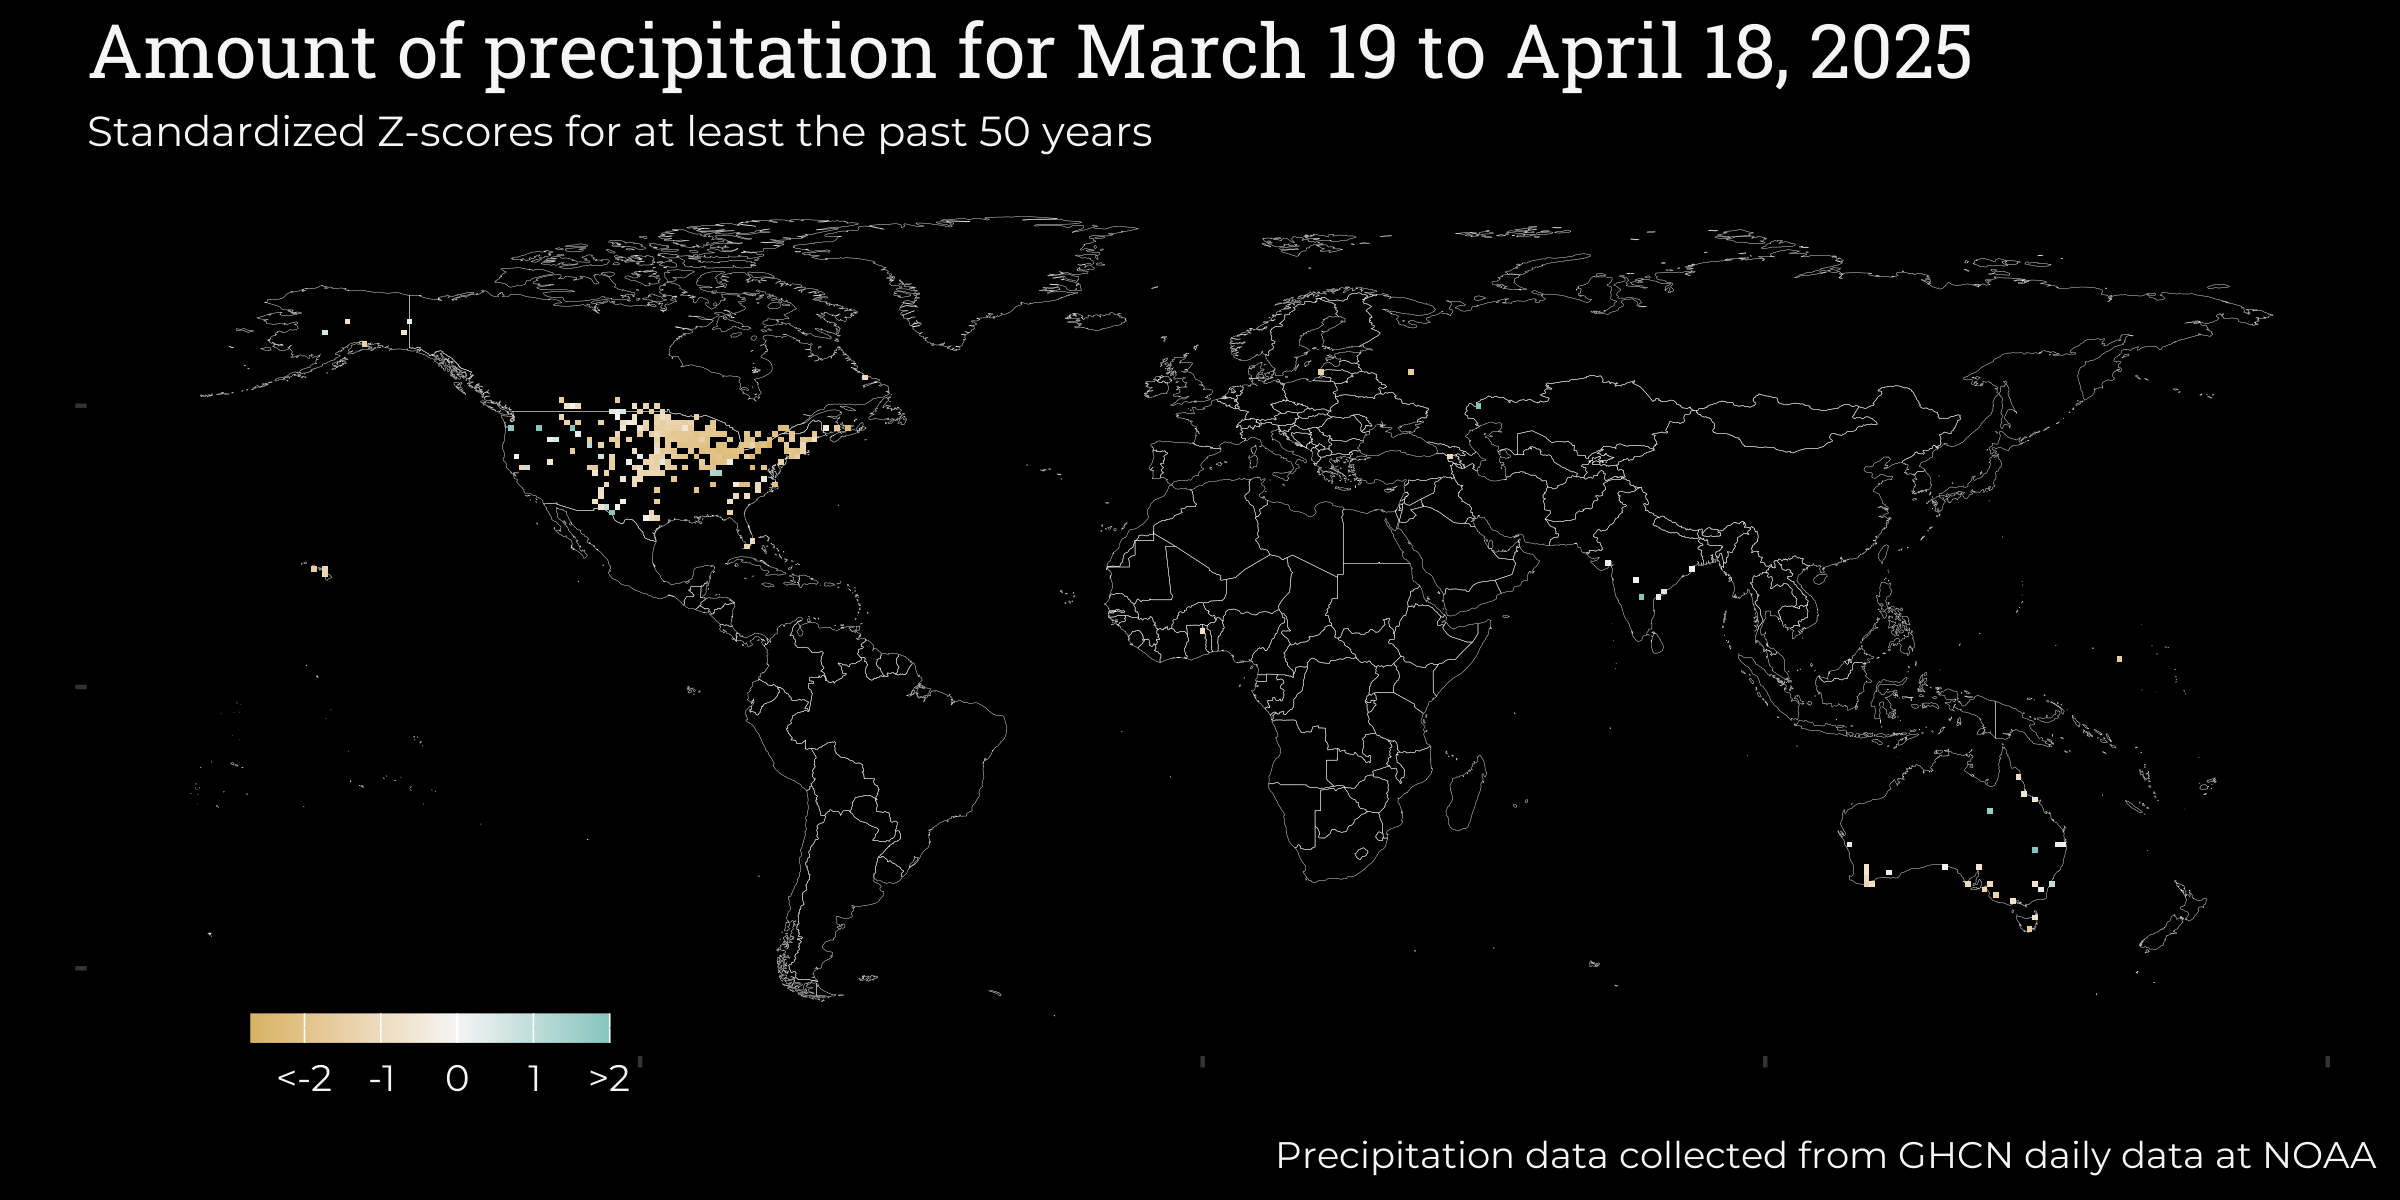 Amount of precipitation for March 19 to April 18, 2025
Standardized Z-scores for at least the past 50 years
<-2 -1 0 1 >2
Precipitation data collected from GHCN daily data at NOAA